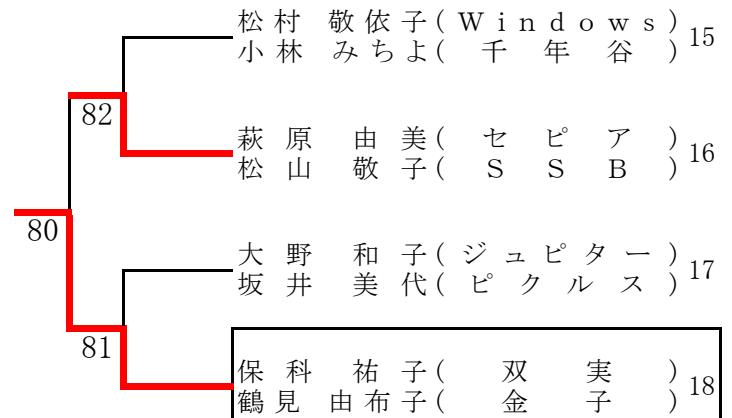 松村 敬依子(Windows)
小林 みちよ(千年谷) 15
82
萩原 由美(セピア)
松山 敬子(SSB) 16
80
大野 和子(ジュピター)
坂井 美代(ピクルス) 17
81
保科 祐子(双実)
鶴見 由布子(金子) 18